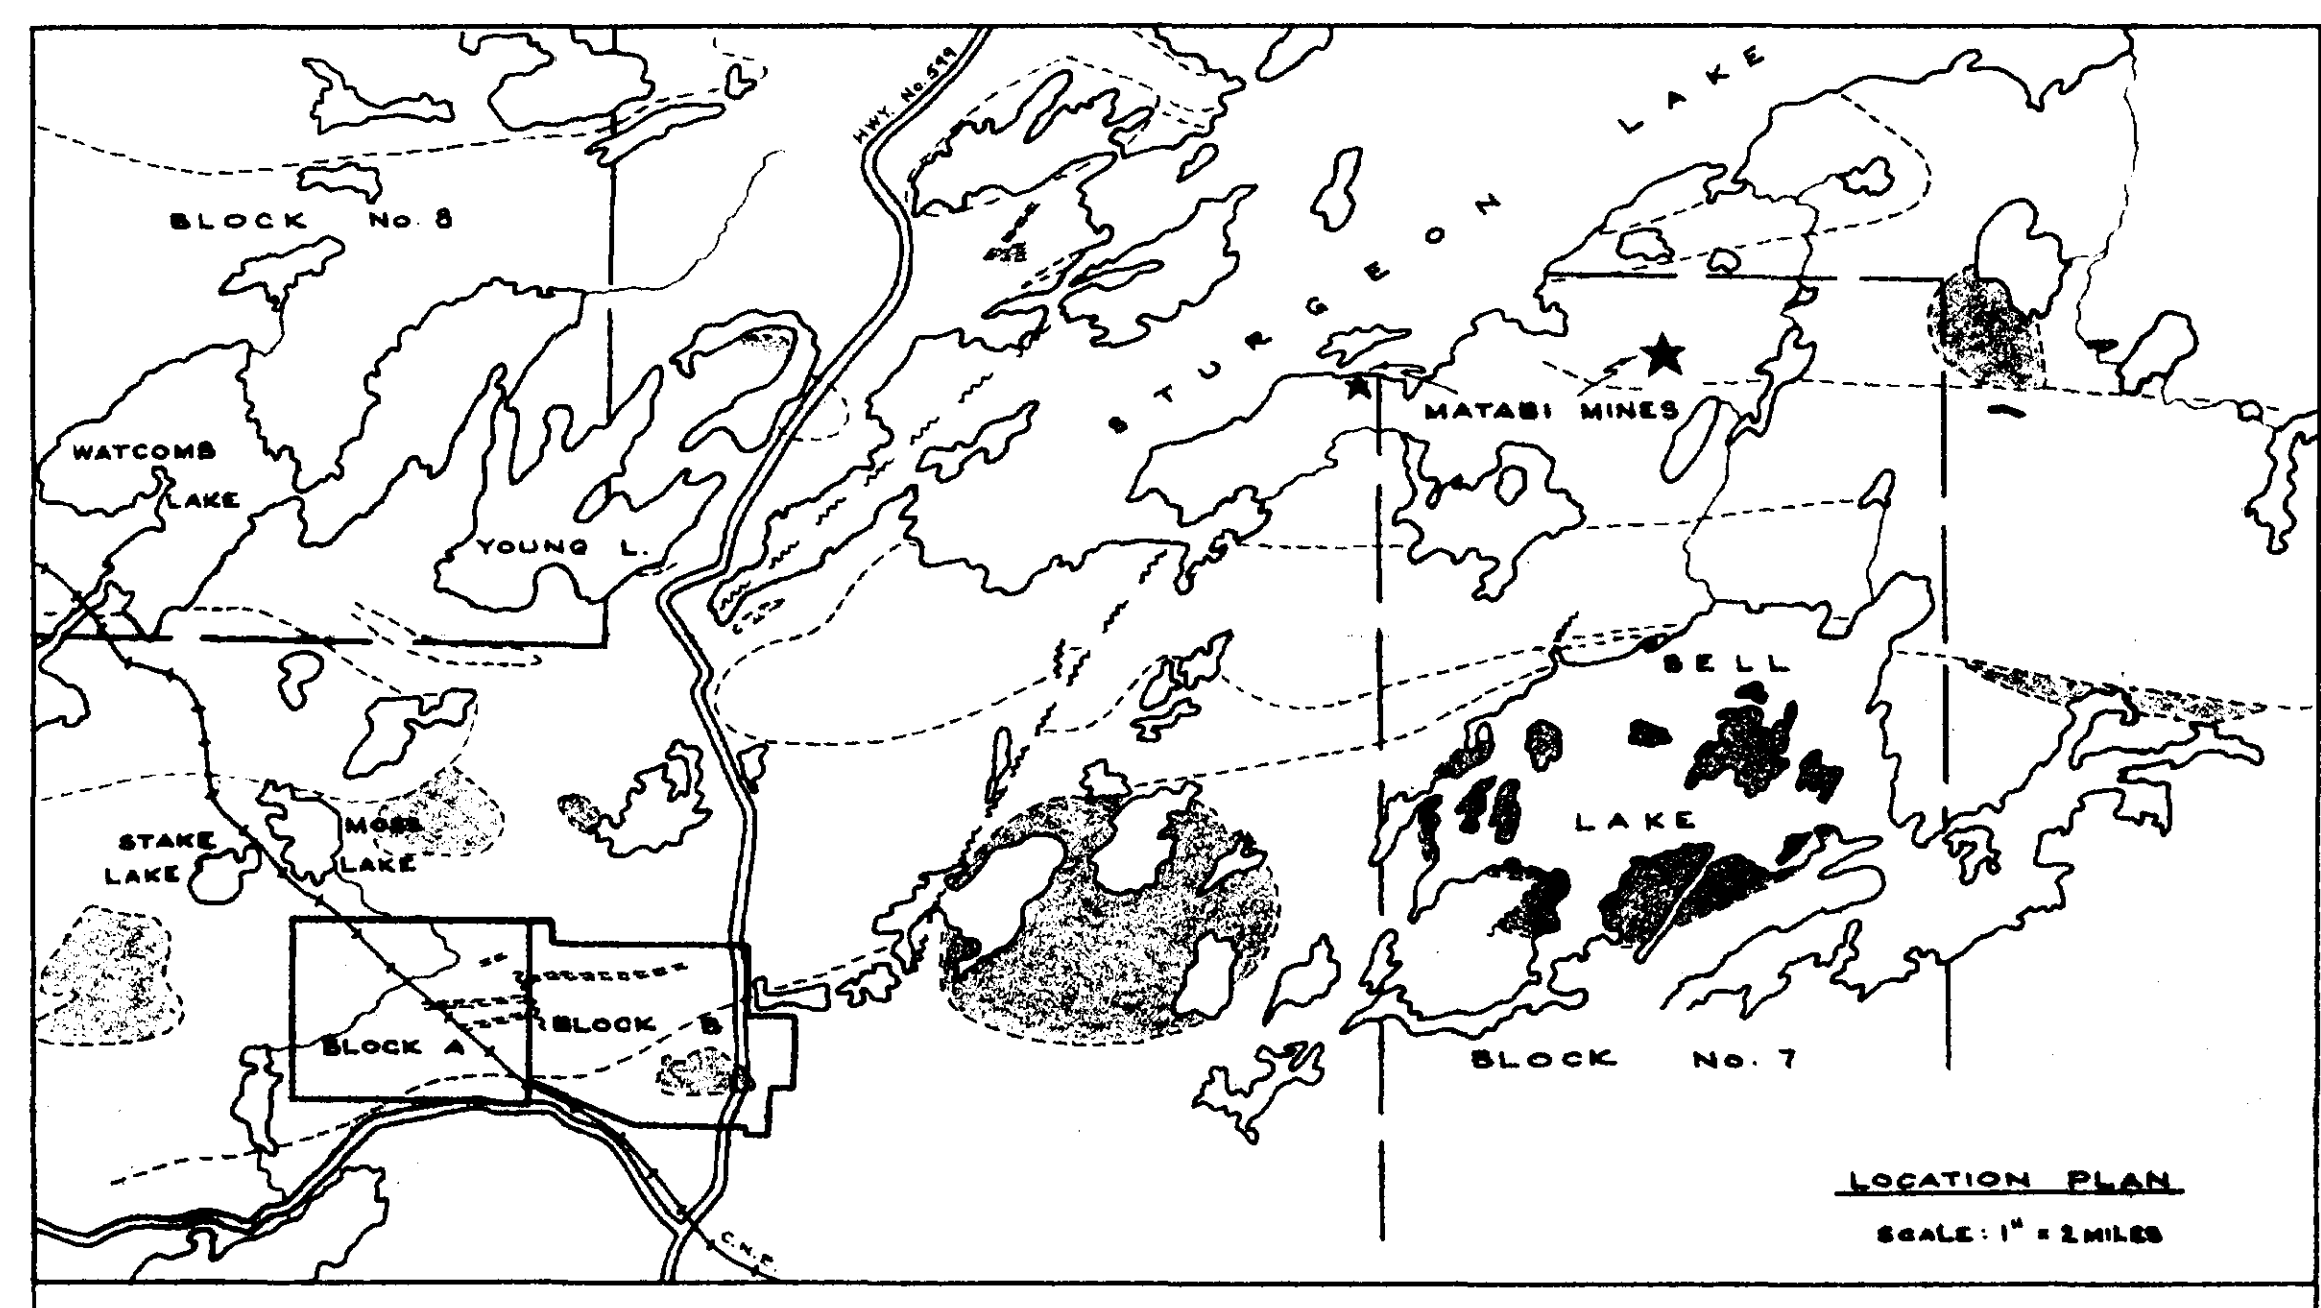 HWY. No. 599
LAKE
STURGEON
BLOCK No. 8
WATCOMB
LAKE
MATABI MINES
YOUNG L.
BELL
LAKE
MOSS
LAKE
STAKE
LAKE
BLOCK B
BLOCK A
BLOCK No. 7
LOCATION PLAN
SCALE: 1" = 2 MILES
C.N.R.